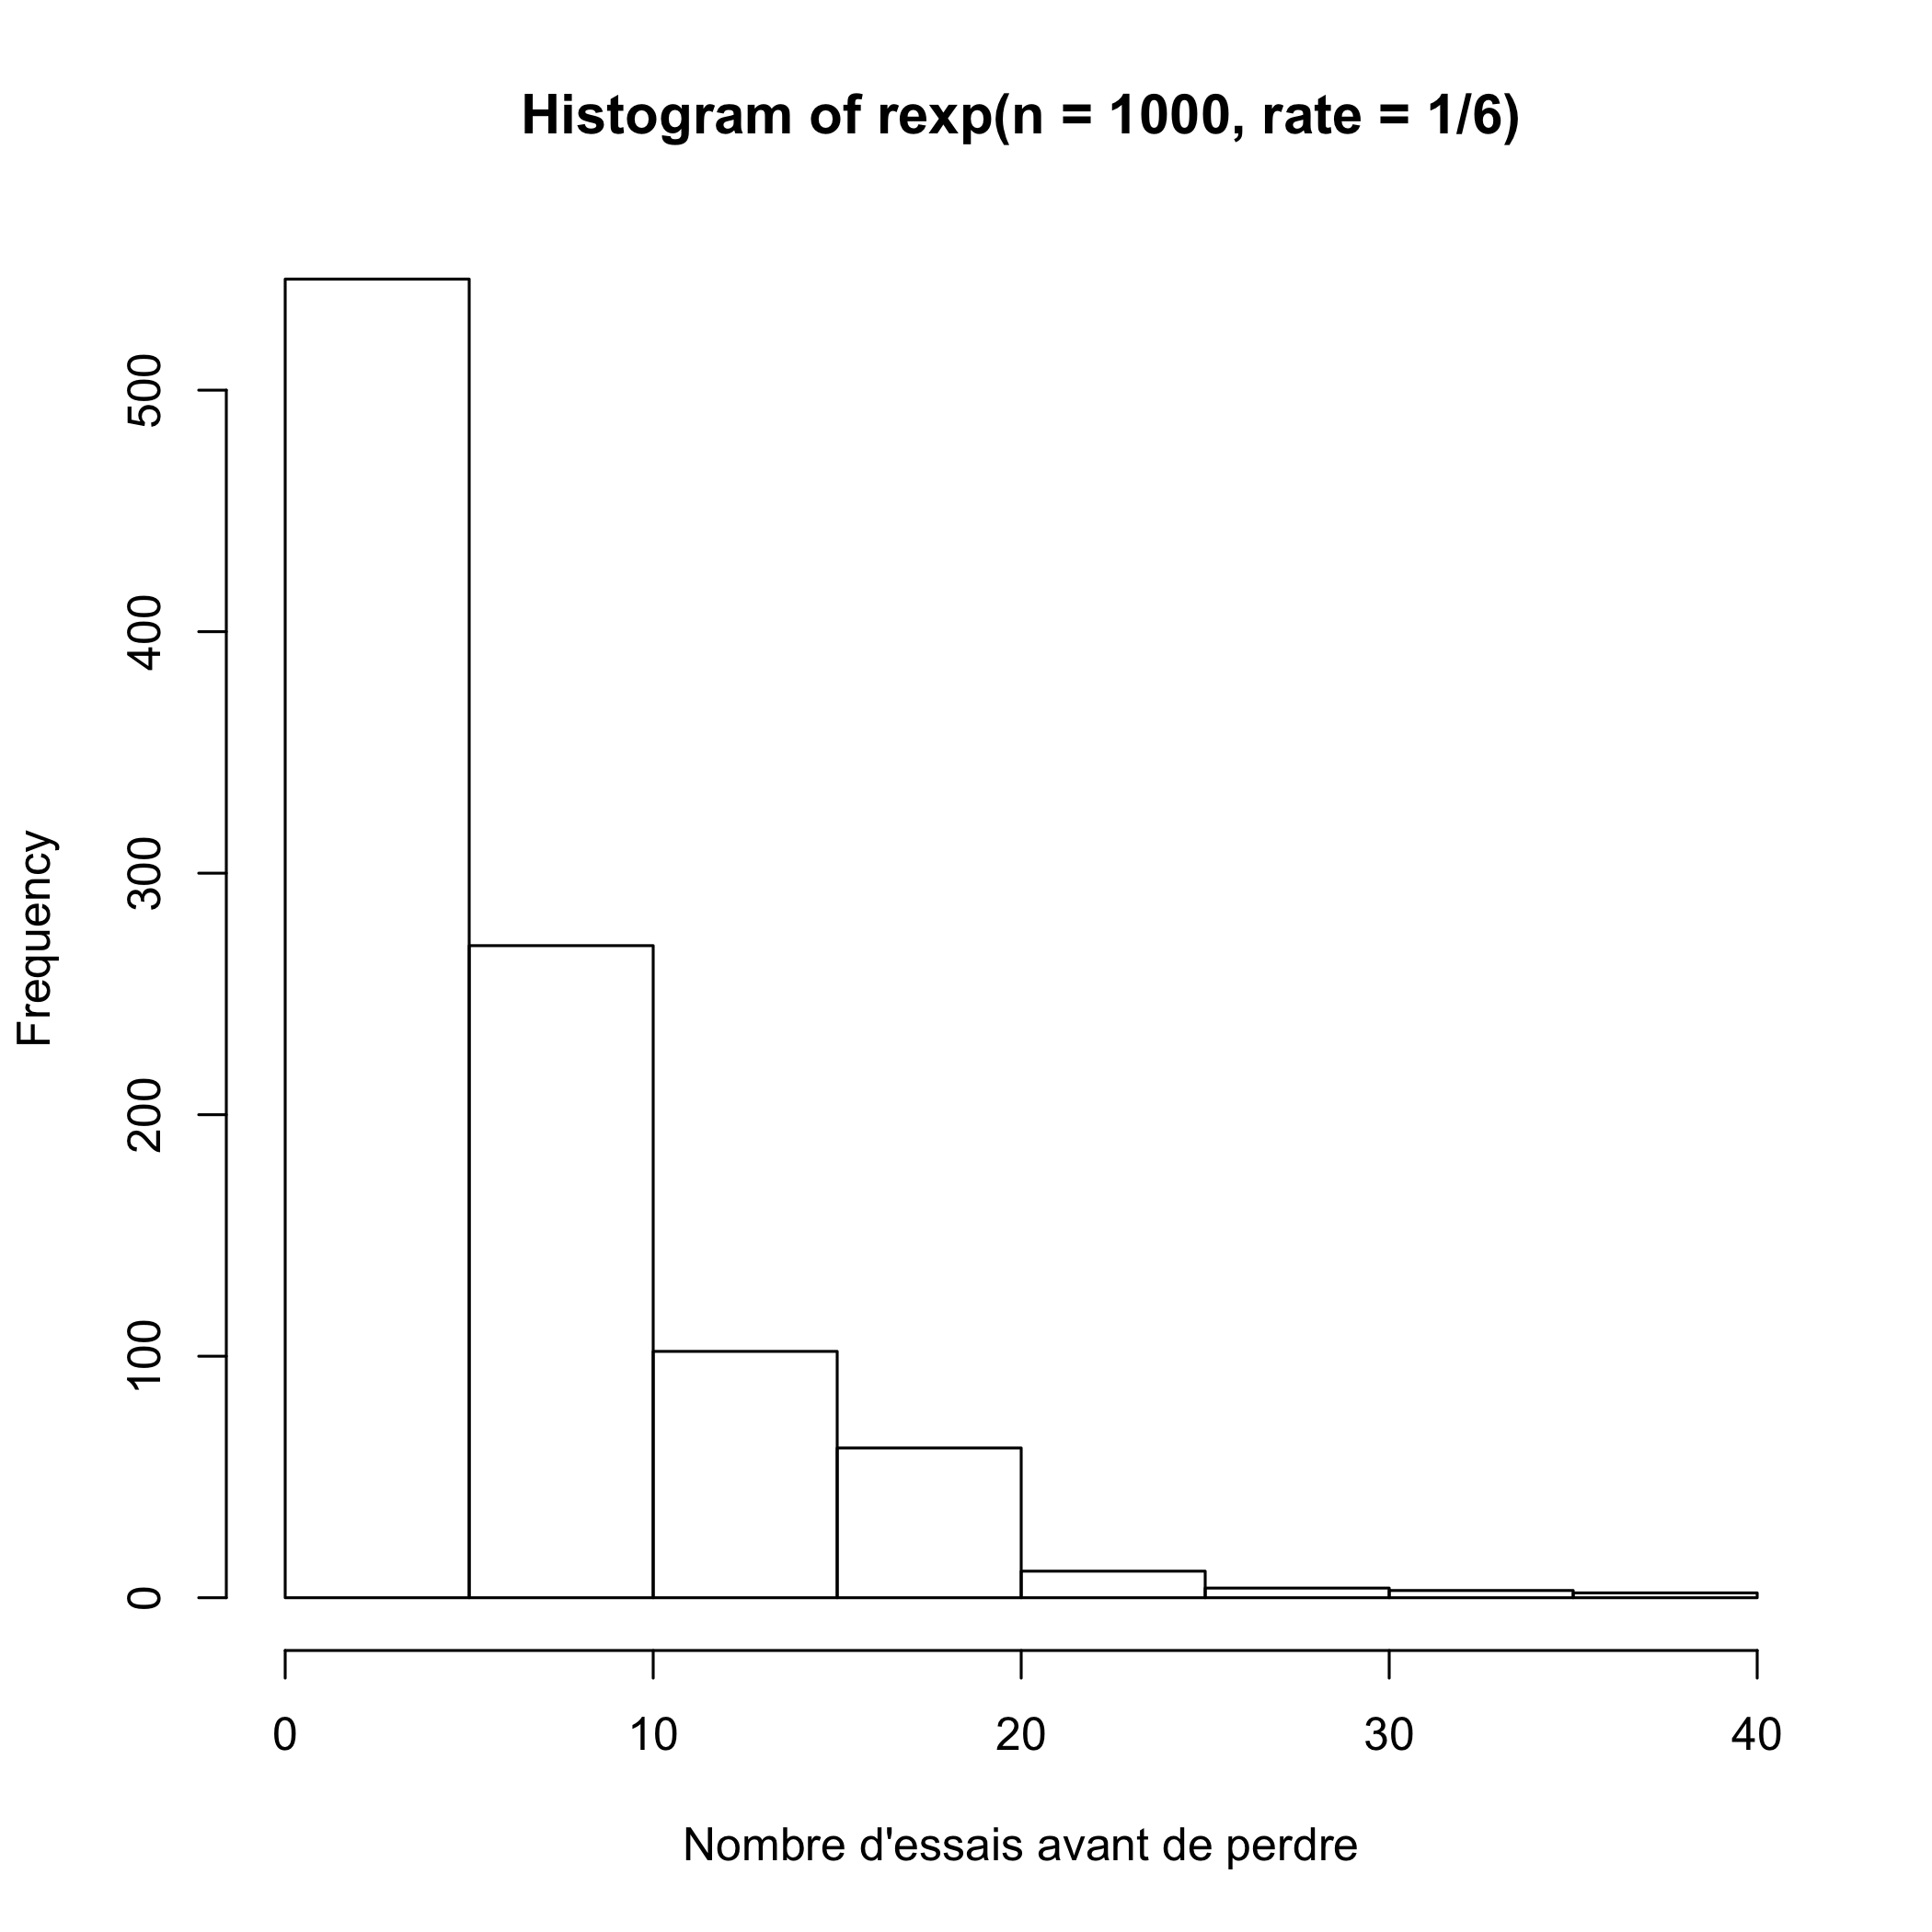 Histogram of rexp(n = 1000, rate = 1/6)
Frequency
500
400
300
200
100
0
0 10 20 30 40
Nombre d'essais avant de perdre